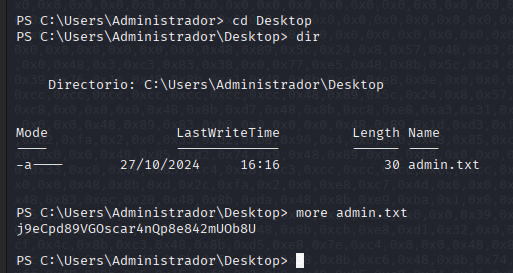 PS C:\Users\Administrador> cd Desktop
PS C:\Users\Administrador\Desktop> dir
Directorio: C:\Users\Administrador\Desktop
Mode LastWriteTime Length Name
-a---- 27/10/2024 16:16 30 admin.txt
PS C:\Users\Administrador\Desktop> more admin.txt
j9eCpd89VGOscar4nQp8e842mUOb8U
PS C:\Users\Administrador\Desktop>